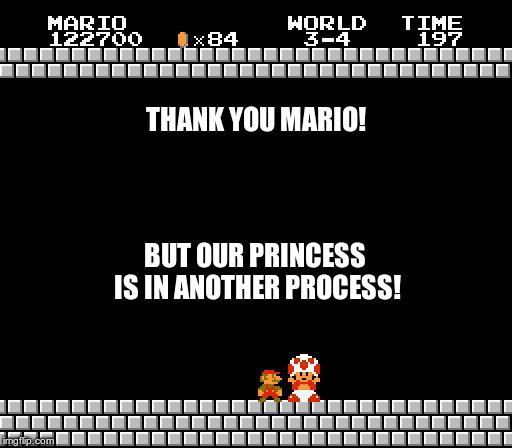 MARIO WORLD TIME
122700 ×84 3-4 197
THANK YOU MARIO!
BUT OUR PRINCESS
IS IN ANOTHER PROCESS!
imgflip.com